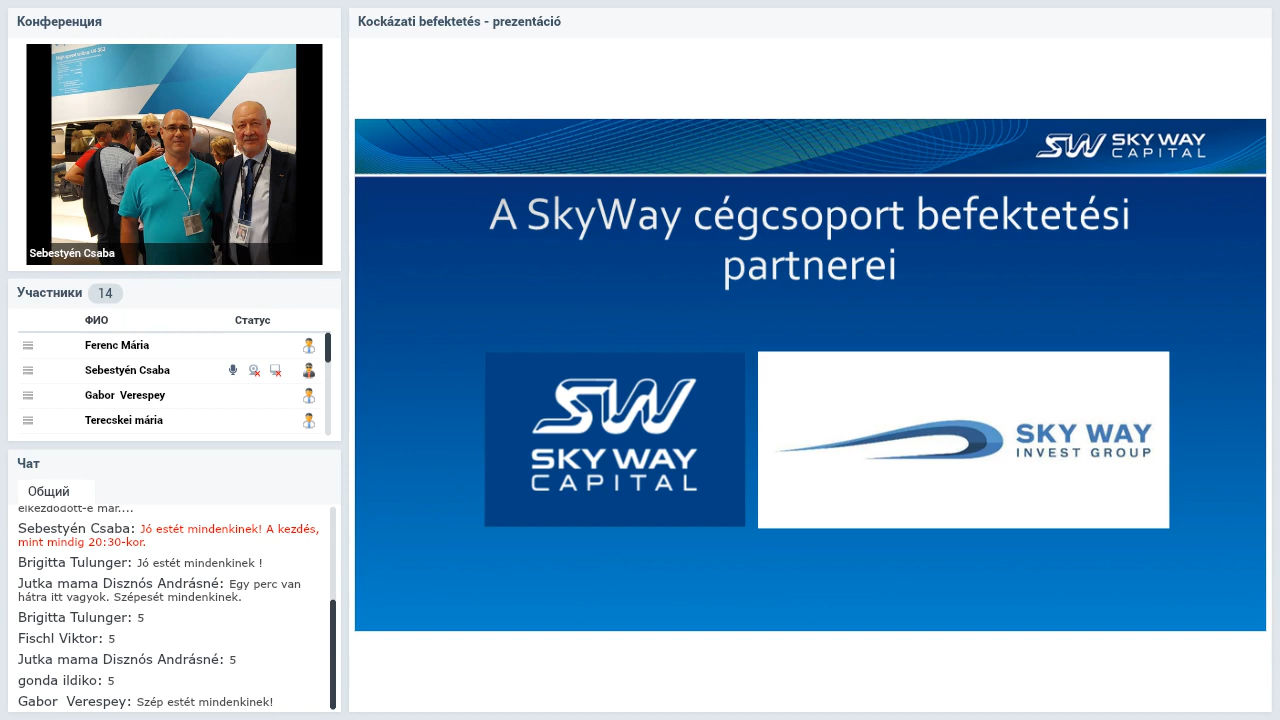 Конференция
Sebestyén Csaba
Участники 14
ФИО Статус
Ferenc Mária
Sebestyén Csaba
Gabor Verespey
Terecskei mária
Чат
Общий
elkezdődött-e már....
Sebestyén Csaba: Jó estét mindenkinek! A kezdés,
mint mindig 20:30-kor.
Brigitta Tulunger: Jó estét mindenkinek !
Jutka mama Disznós Andrásné: Egy perc van
hátra itt vagyok. Szépesét mindenkinek.
Brigitta Tulunger: 5
Fischl Viktor: 5
Jutka mama Disznós Andrásné: 5
gonda ildiko: 5
Gabor Verespey: Szép estét mindenkinek!
Kockázati befektetés - prezentáció
SW SKY WAY
CAPITAL
A SkyWay cégcsoport befektetési
partnerei
SW
SKY WAY
CAPITAL
SKY WAY
INVEST GROUP